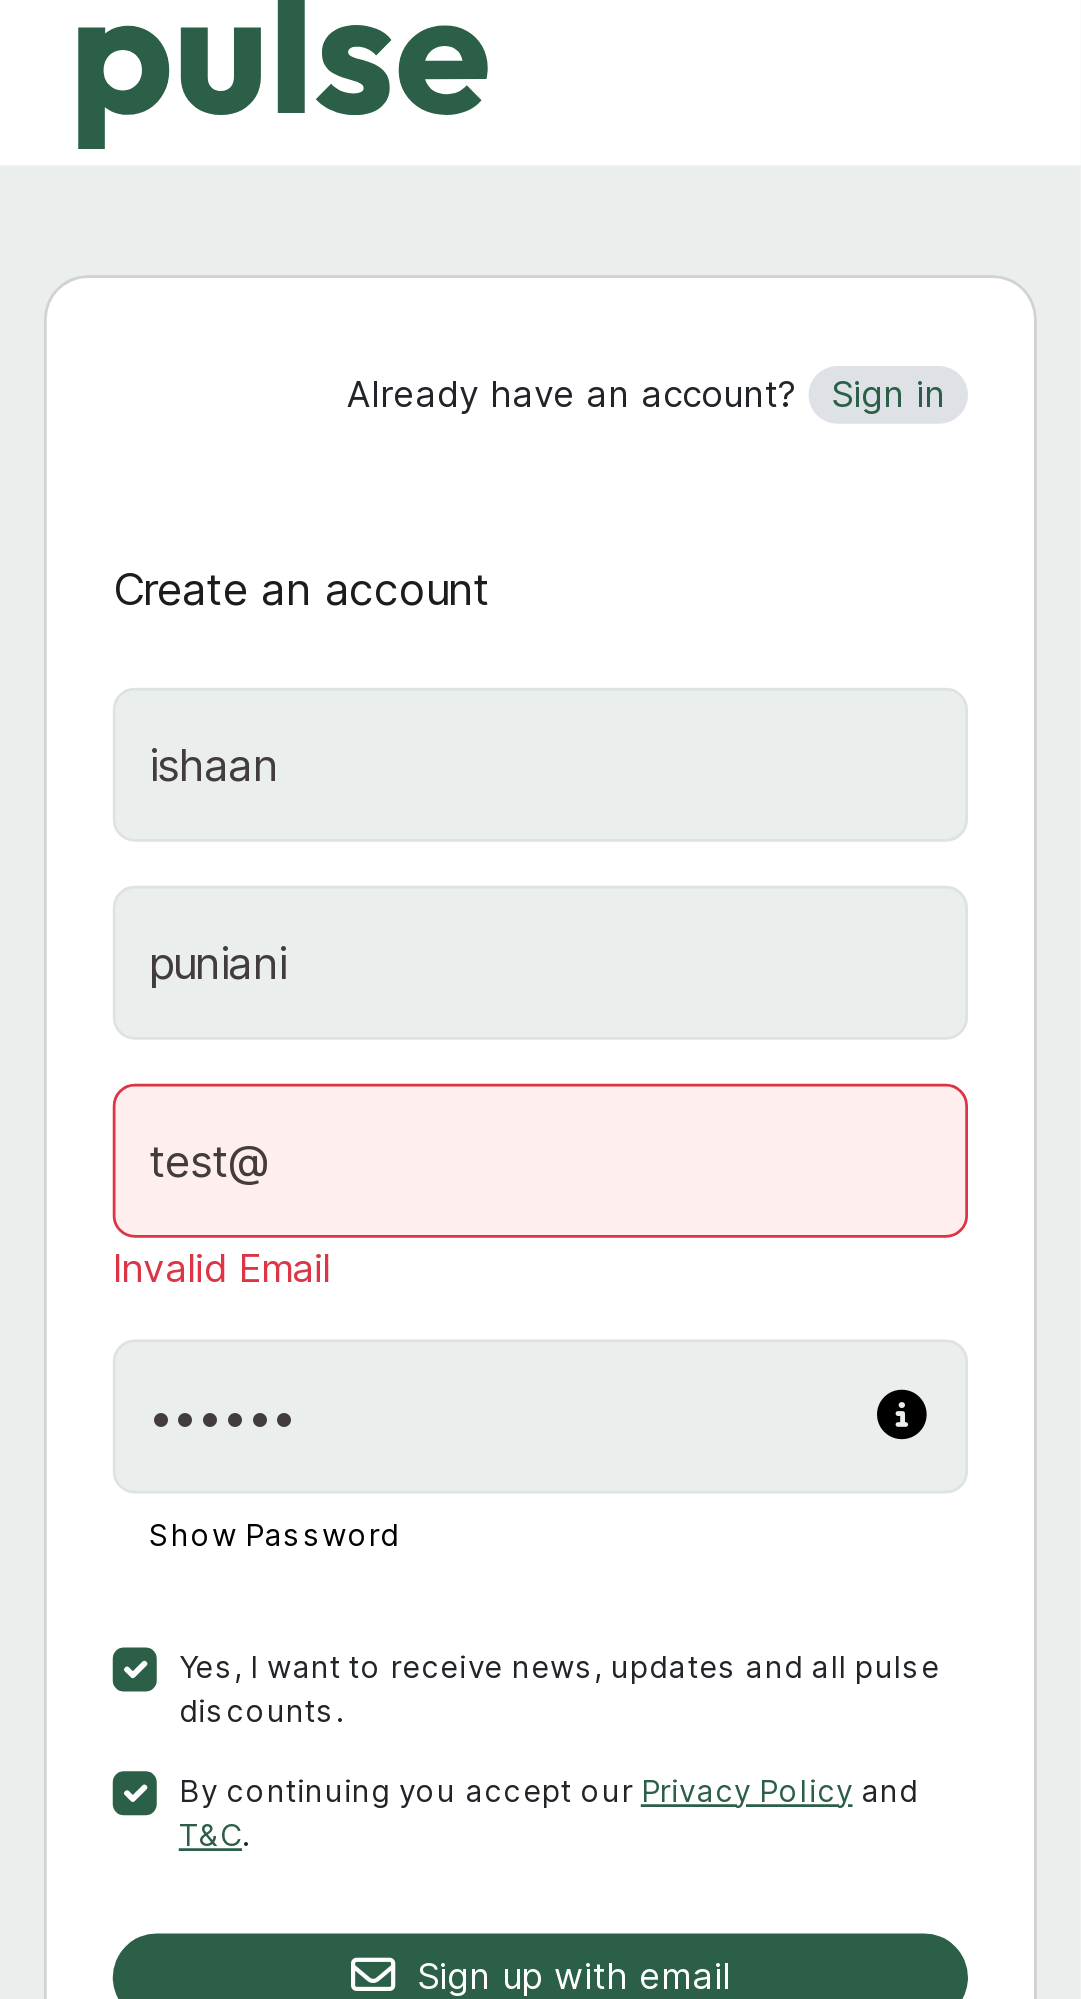 pulse
Already have an account? Sign in
Create an account
ishaan
puniani
test@
Invalid Email
••••••
Show Password
Yes, I want to receive news, updates and all pulse
discounts.
By continuing you accept our Privacy Policy and
T&C.
Sign up with email